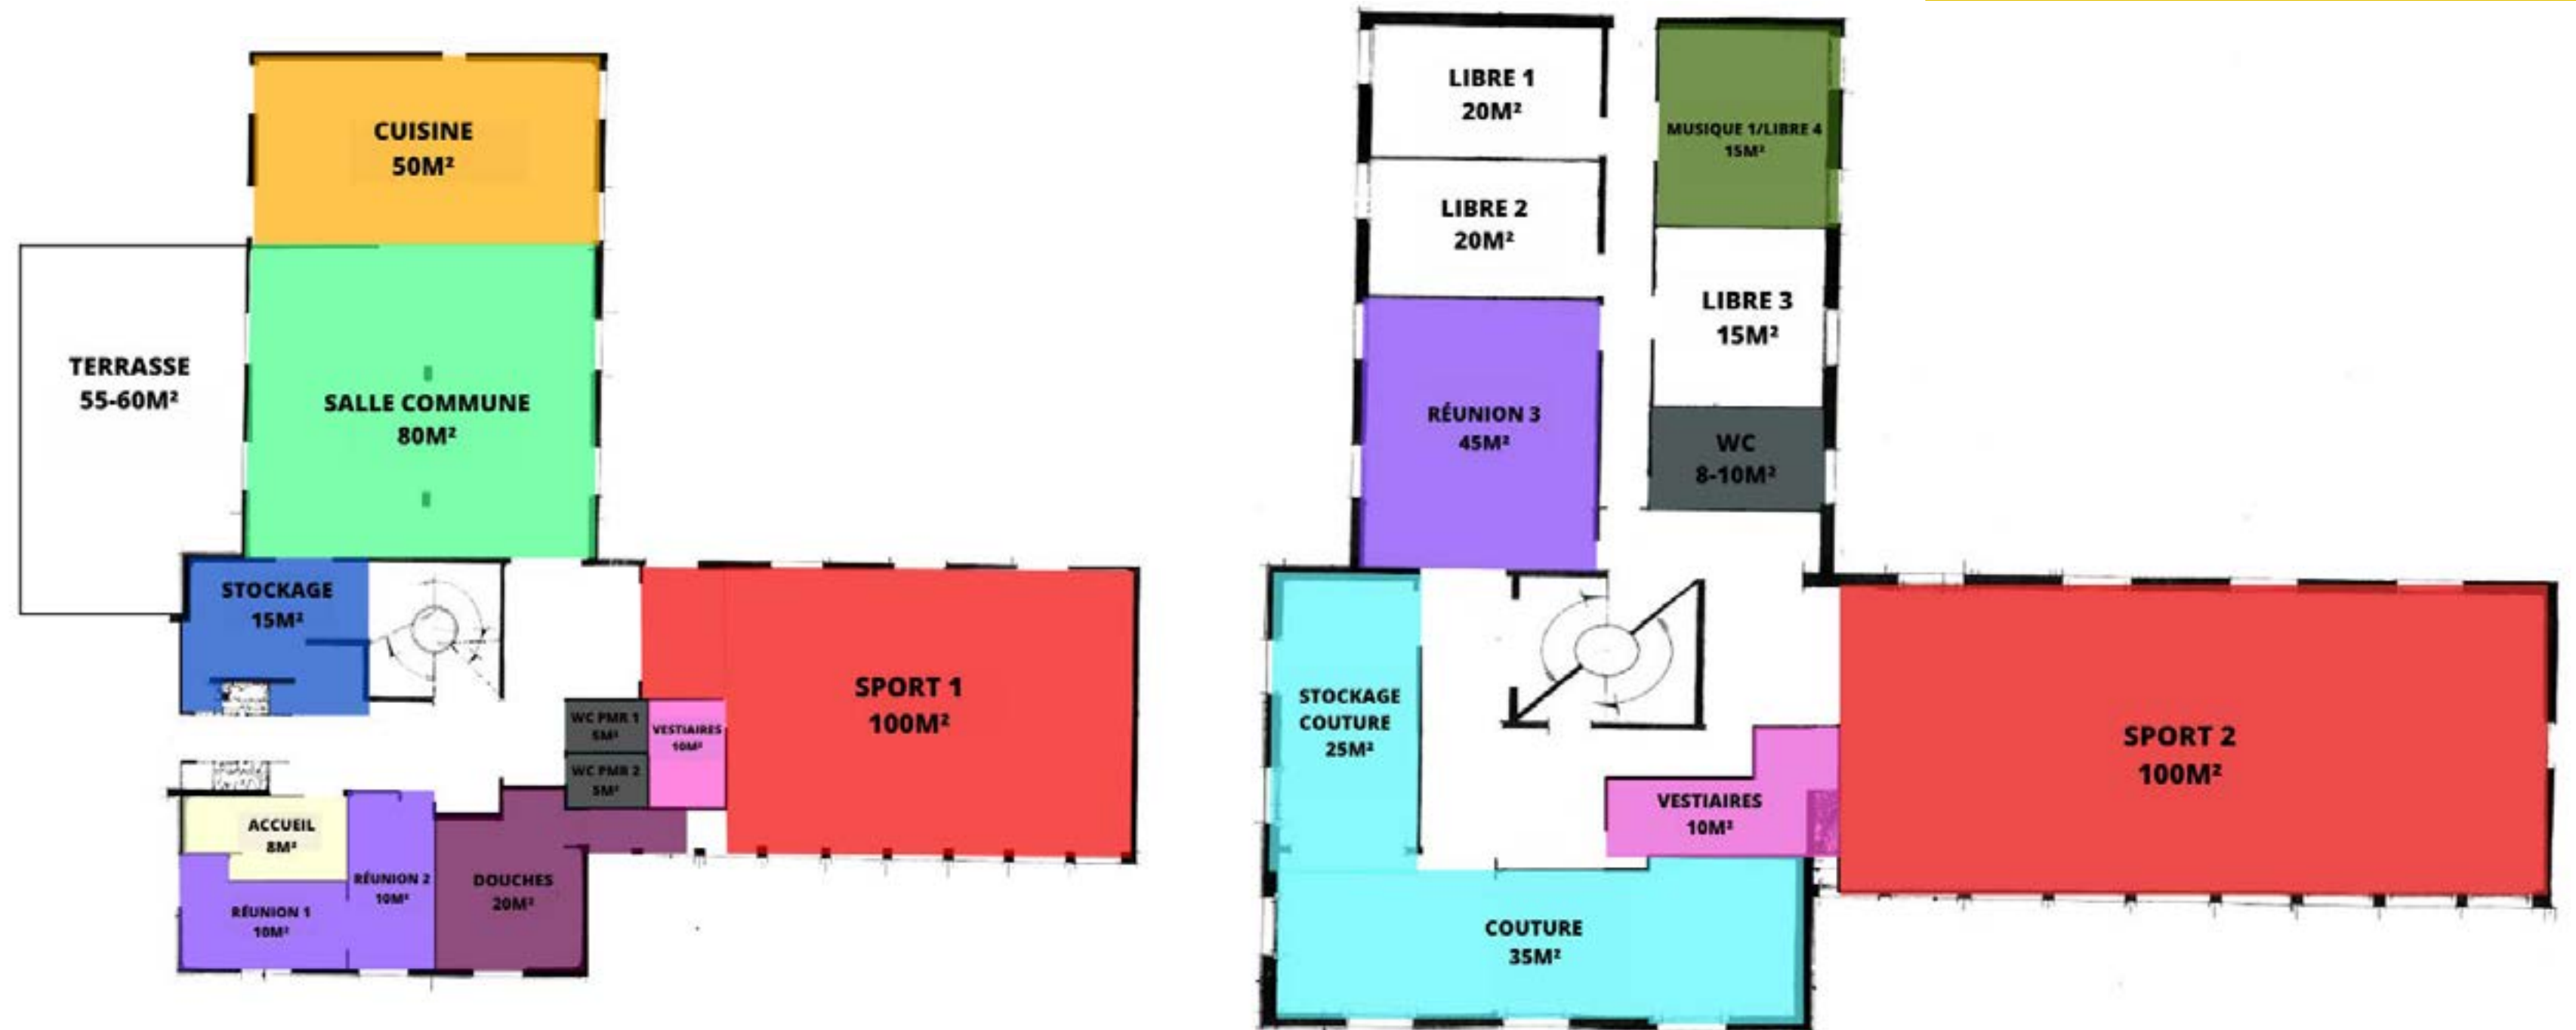 CUISINE
50M²
TERRASSE
55-60M²
SALLE COMMUNE
80M²
STOCKAGE
15M²
SPORT 1
100M²
WC PMR 1
5M²
WC PMR 2
5M²
VESTIAIRES
10M²
ACCUEIL
8M²
RÉUNION 1
10M²
RÉUNION 2
10M²
DOUCHES
20M²
LIBRE 1
20M²
MUSIQUE 1/LIBRE 4
15M²
LIBRE 2
20M²
LIBRE 3
15M²
RÉUNION 3
45M²
WC
8-10M²
STOCKAGE
COUTURE
25M²
SPORT 2
100M²
VESTIAIRES
10M²
COUTURE
35M²